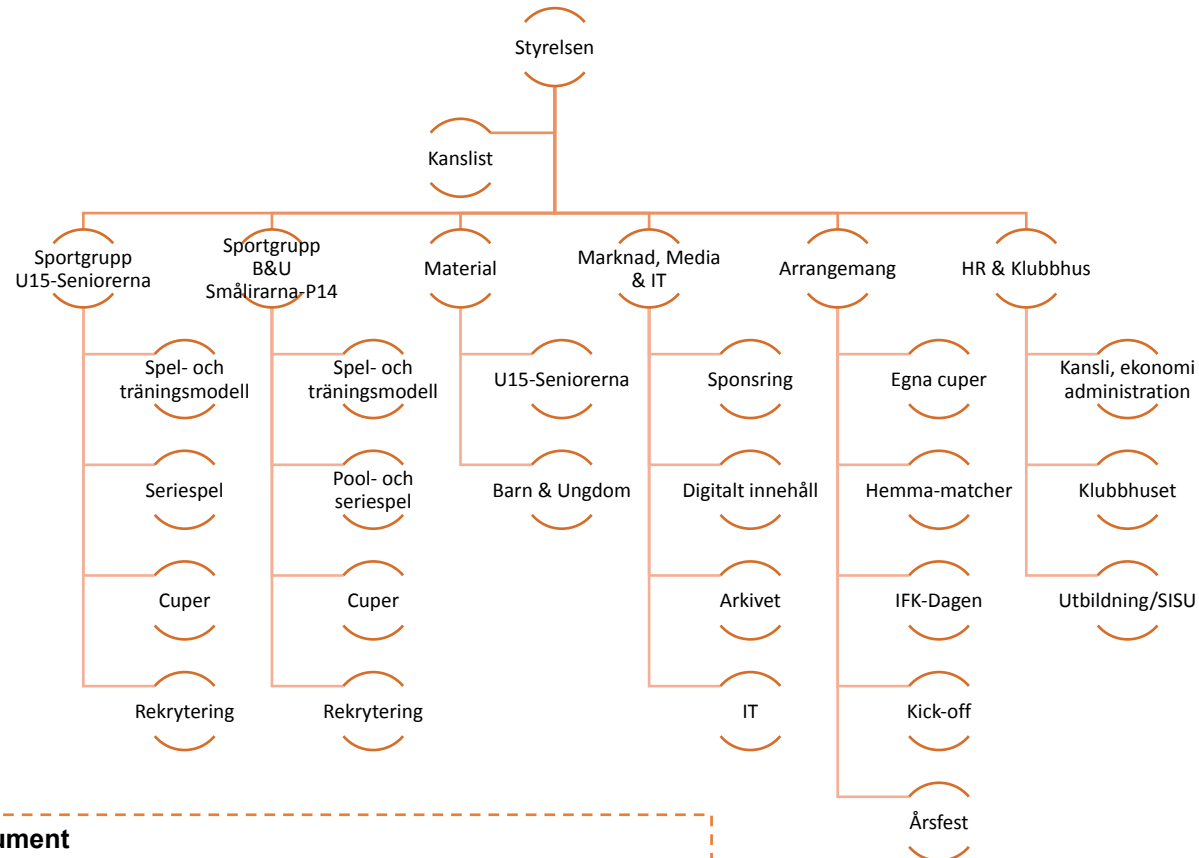 Styrelsen
Kanslist
Sportgrupp
U15-Seniorerna
Sportgrupp
B&U
Smålirarna-P14
Material
Marknad, Media
& IT
Arrangemang
HR & Klubbhus
Spel- och
träningsmodell
Seriespel
Cuper
Rekrytering
Spel- och
träningsmodell
Pool- och
seriespel
Cuper
Rekrytering
U15-Seniorerna
Barn & Ungdom
Sponsring
Digitalt innehåll
Arkivet
IT
Egna cuper
Hemma-matcher
IFK-Dagen
Kick-off
Årsfest
Kansli, ekonomi
administration
Klubbhuset
Utbildning/SISU
ument